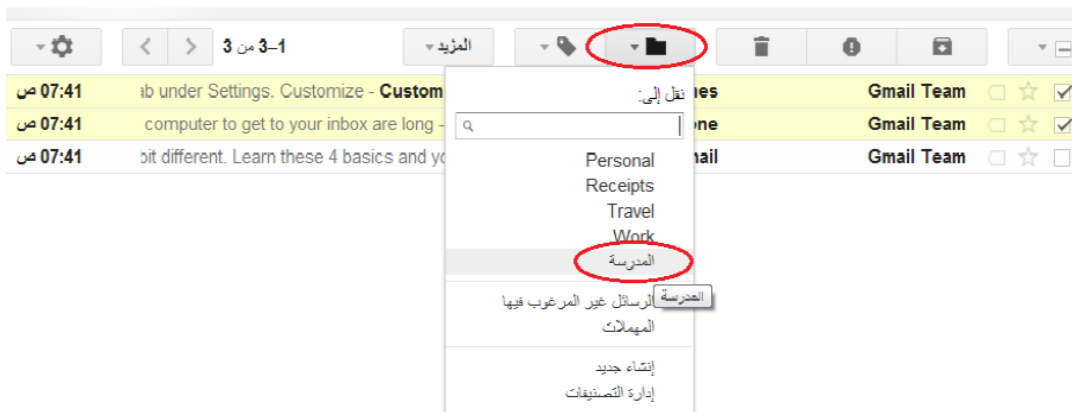 المزيد
1–3 من 3
Gmail Team
nes
Custom
ab under Settings. Customize -
07:41 ص
Gmail Team
one
computer to get to your inbox are long -
07:41 ص
Gmail Team
mail
bit different. Learn these 4 basics and yo
07:41 ص
نقل إلى:
Personal
Receipts
Travel
Work
المدرسة
المدرسة
الرسائل غير المرغوب فيها
المهملات
إنشاء جديد
إدارة التصنيفات